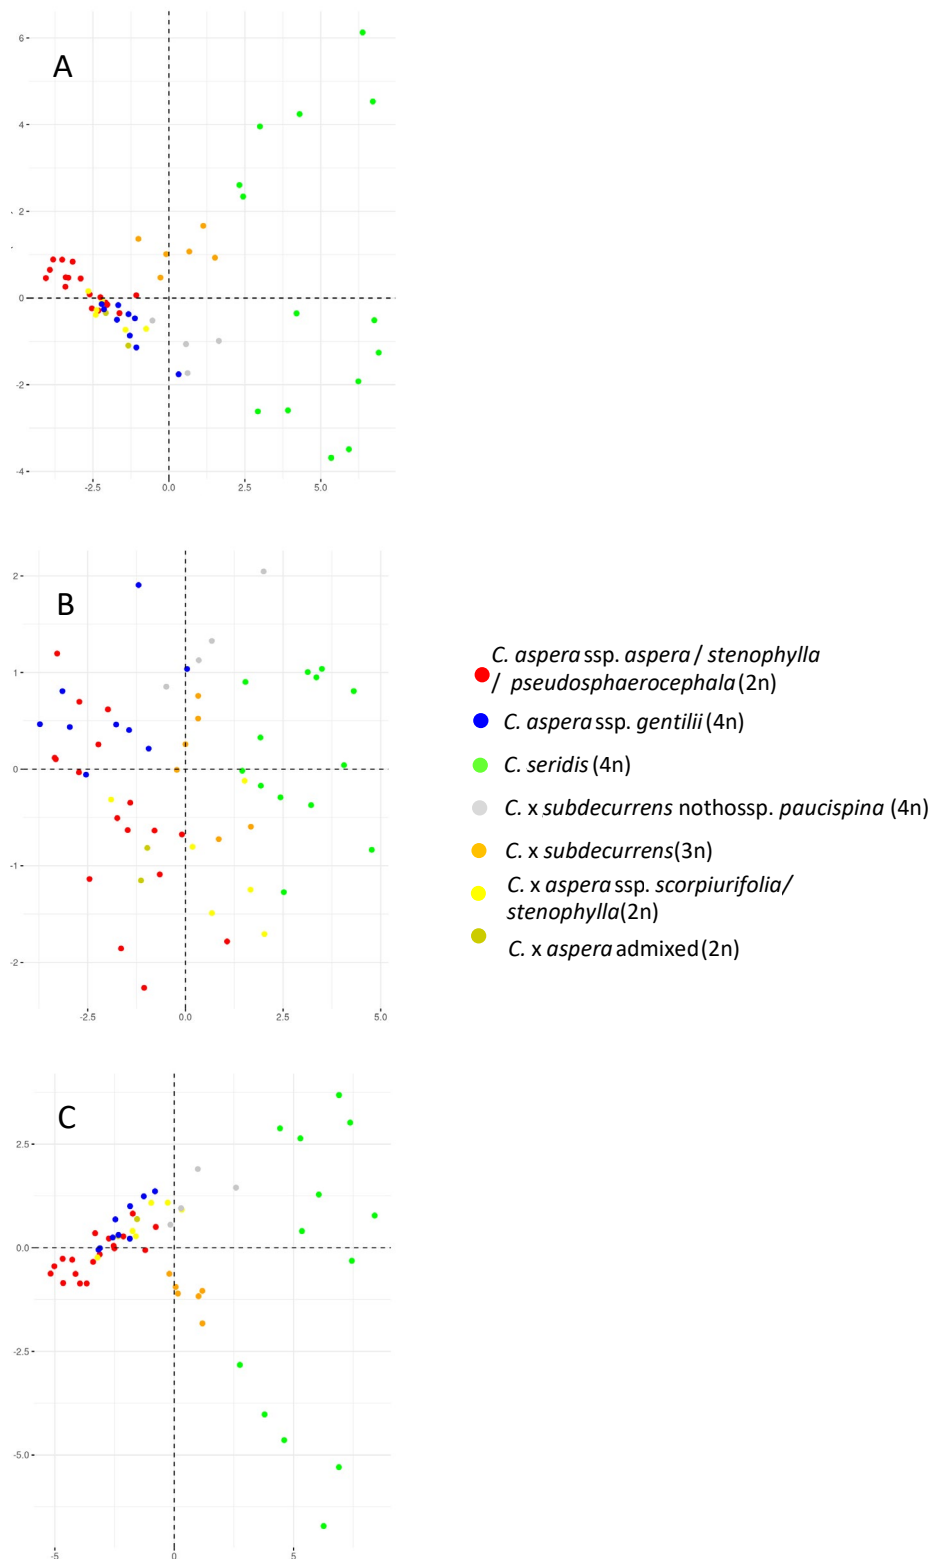 A
6
4
2
0
-2
-4
-2.5
0.0
2.5
5.0
B
2
1
0
-1
-2
-2.5
0.0
2.5
5.0
C. aspera ssp. aspera / stenophylla
/ pseudosphaerocephala (2n)
C. aspera ssp. gentilii (4n)
C. seridis (4n)
C. x subdecurrens nothossp. paucispina (4n)
C. x subdecurrens(3n)
C. x aspera ssp. scorpiurifolia/
stenophylla(2n)
C. x aspera admixed (2n)
C
2.5
0.0
-2.5
-5.0
-5
0
5